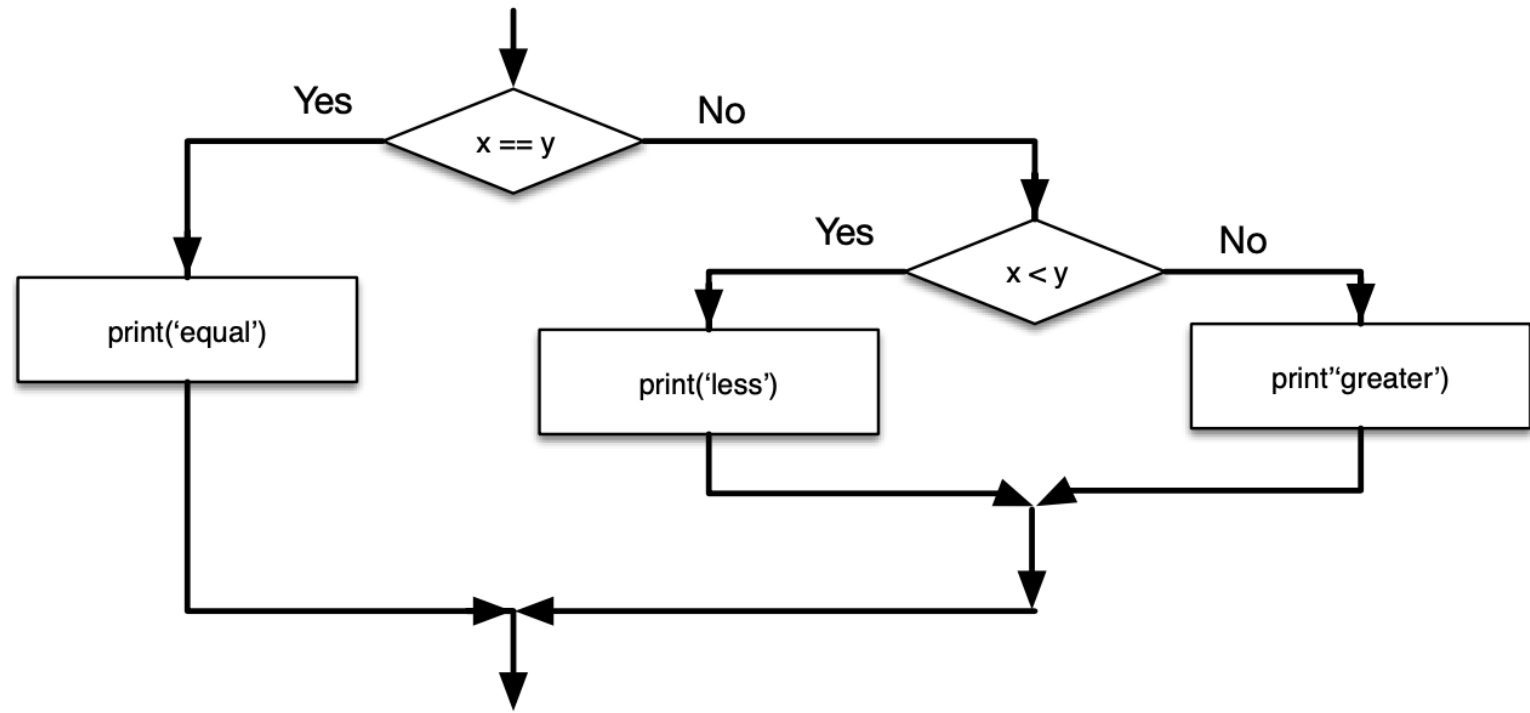 Yes
No
x == y
Yes
No
x < y
print(‘equal’)
print(‘less’)
print’‘greater’)